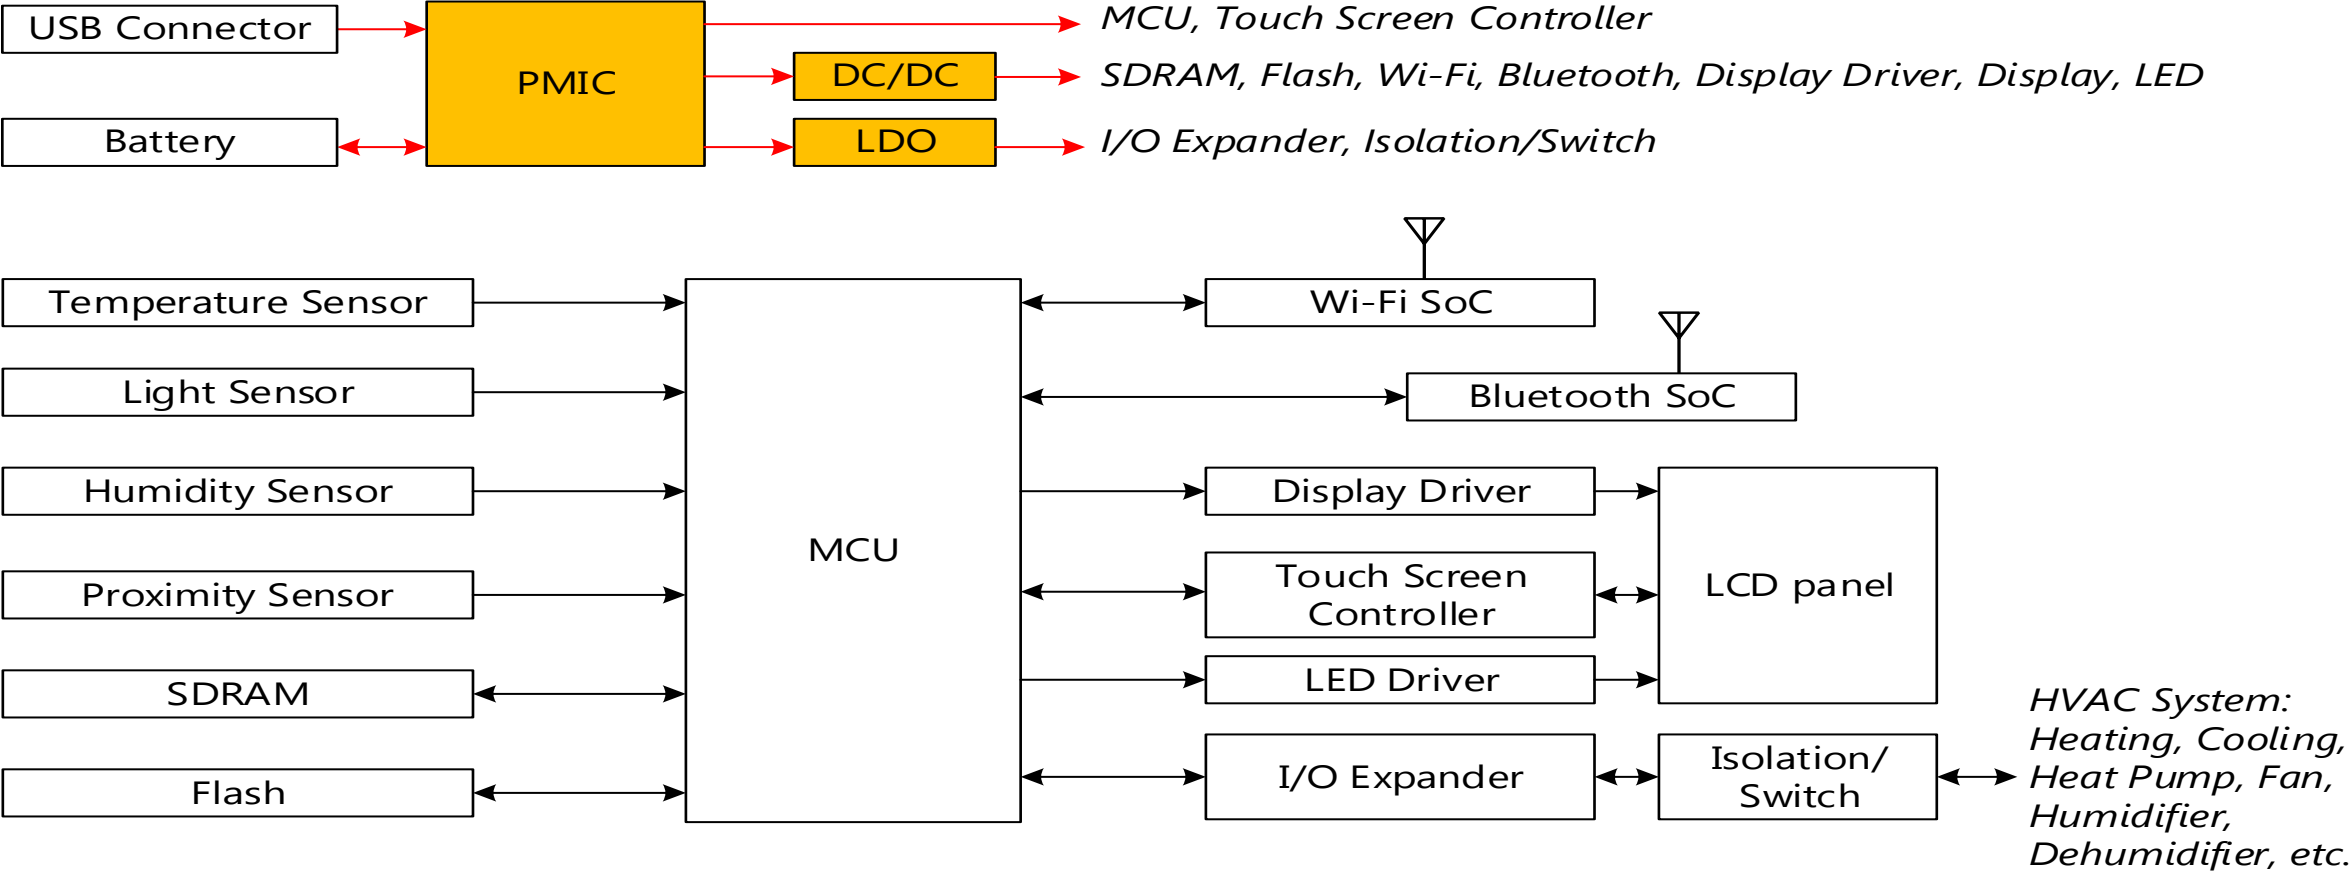 USB Connector
PMIC
MCU, Touch Screen Controller
DC/DC
SDRAM, Flash, Wi-Fi, Bluetooth, Display Driver, Display, LED
Battery
LDO
I/O Expander, Isolation/Switch
Temperature Sensor
Light Sensor
Humidity Sensor
Proximity Sensor
SDRAM
Flash
MCU
Wi-Fi SoC
Bluetooth SoC
Display Driver
Touch Screen
Controller
LED Driver
I/O Expander
LCD panel
Isolation/
Switch
HVAC System:
Heating, Cooling,
Heat Pump, Fan,
Humidifier,
Dehumidifier, etc.